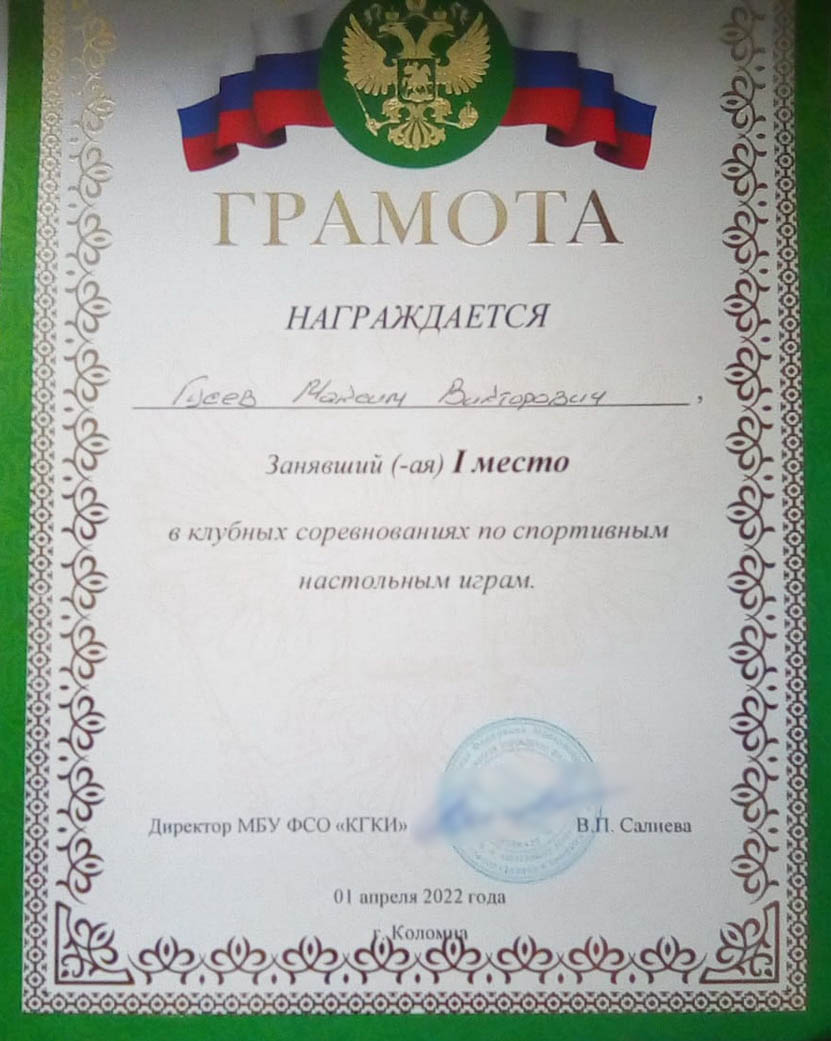 ГРАМОТА
НАГРАЖДАЕТСЯ
Гусев Максим Викторович,
Занявший (-ая) I место
в клубных соревнованиях по спортивным
настольным играм.
Директор МБУ ФСО «КГКИ» В.П. Салиева
01 апреля 2022 года
г. Коломна